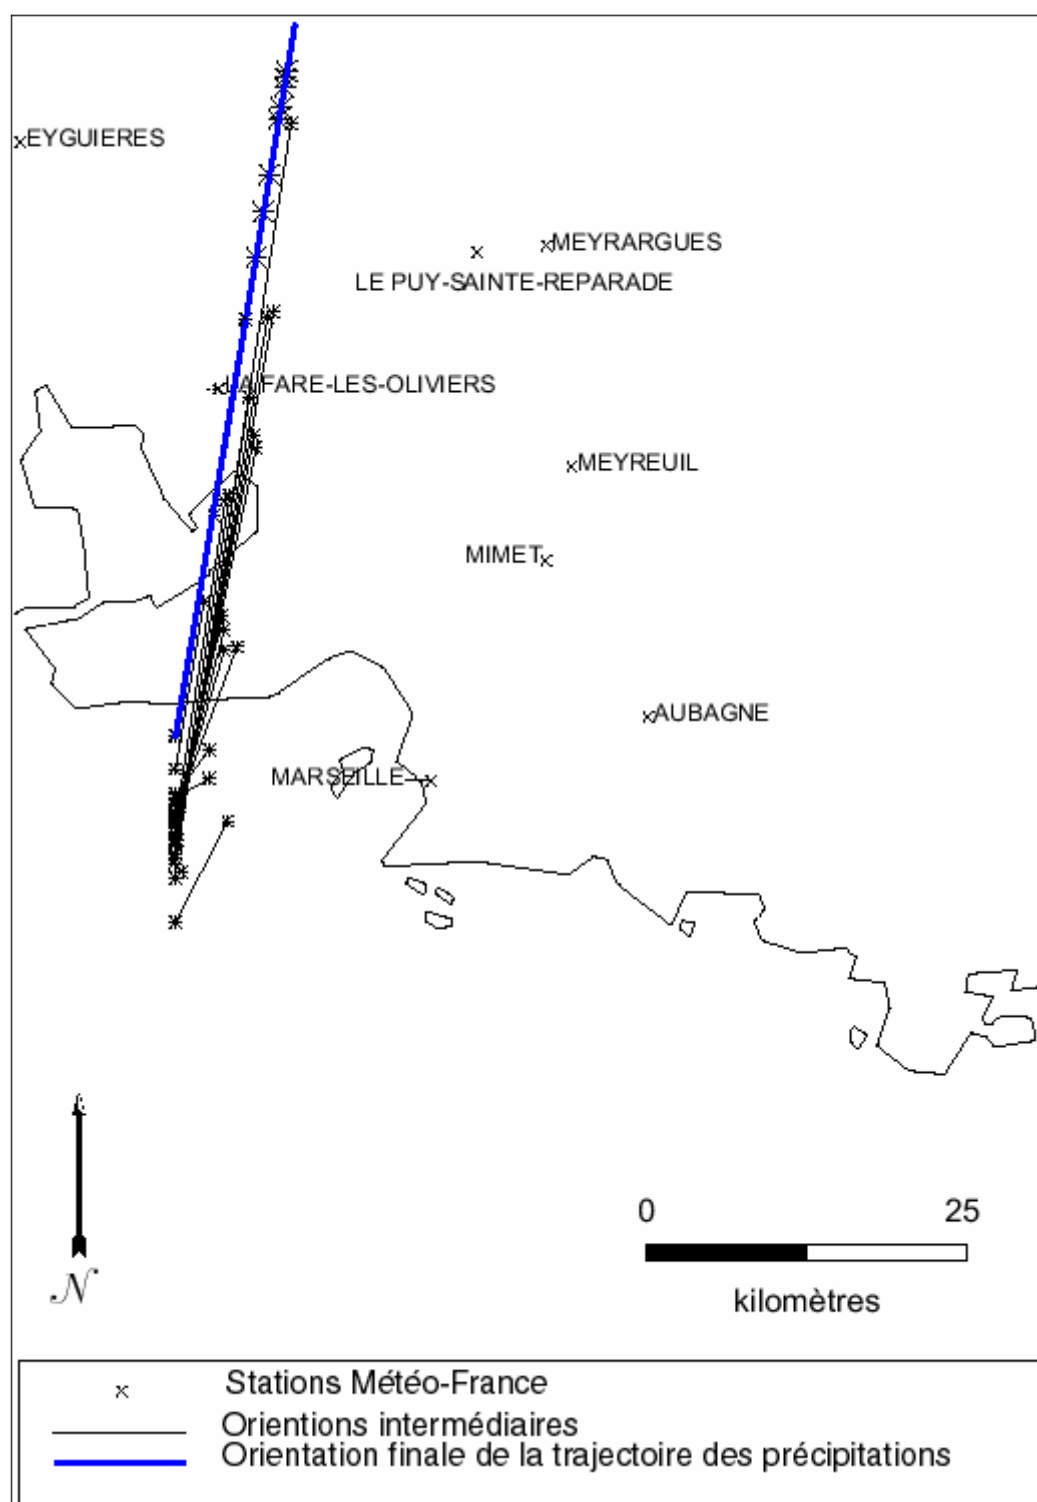 EYGUIERES
MEYRARGUES
LE PUY-SAINTE-REPARADE
LA FARE-LES-OLIVIERS
MEYREUIL
MIMET
AUBAGNE
MARSEILLE
0 25
kilomètres
N
Stations Météo-France
Orientions intermédiaires
Orientation finale de la trajectoire des précipitations